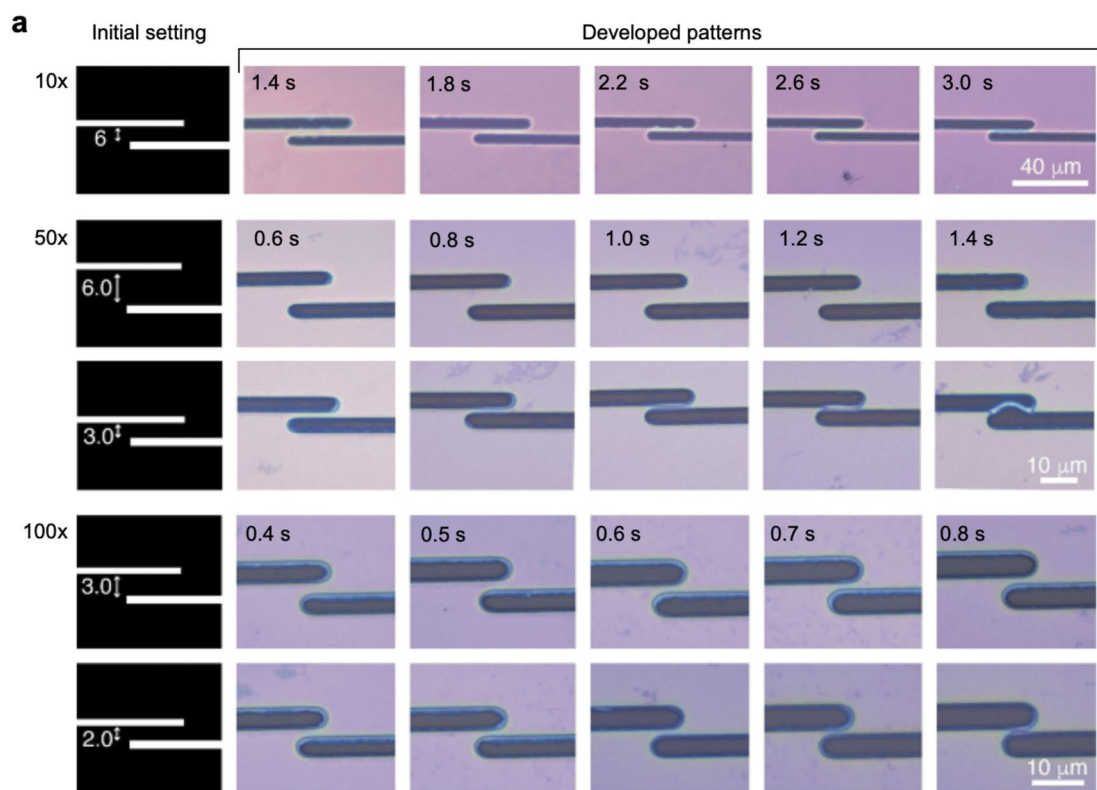 a
Initial setting
Developed patterns
10x
6
1.4 s
1.8 s
2.2 s
2.6 s
3.0 s
40 μm
50x
6.0
0.6 s
0.8 s
1.0 s
1.2 s
1.4 s
3.0
10 μm
100x
3.0
0.4 s
0.5 s
0.6 s
0.7 s
0.8 s
2.0
10 μm